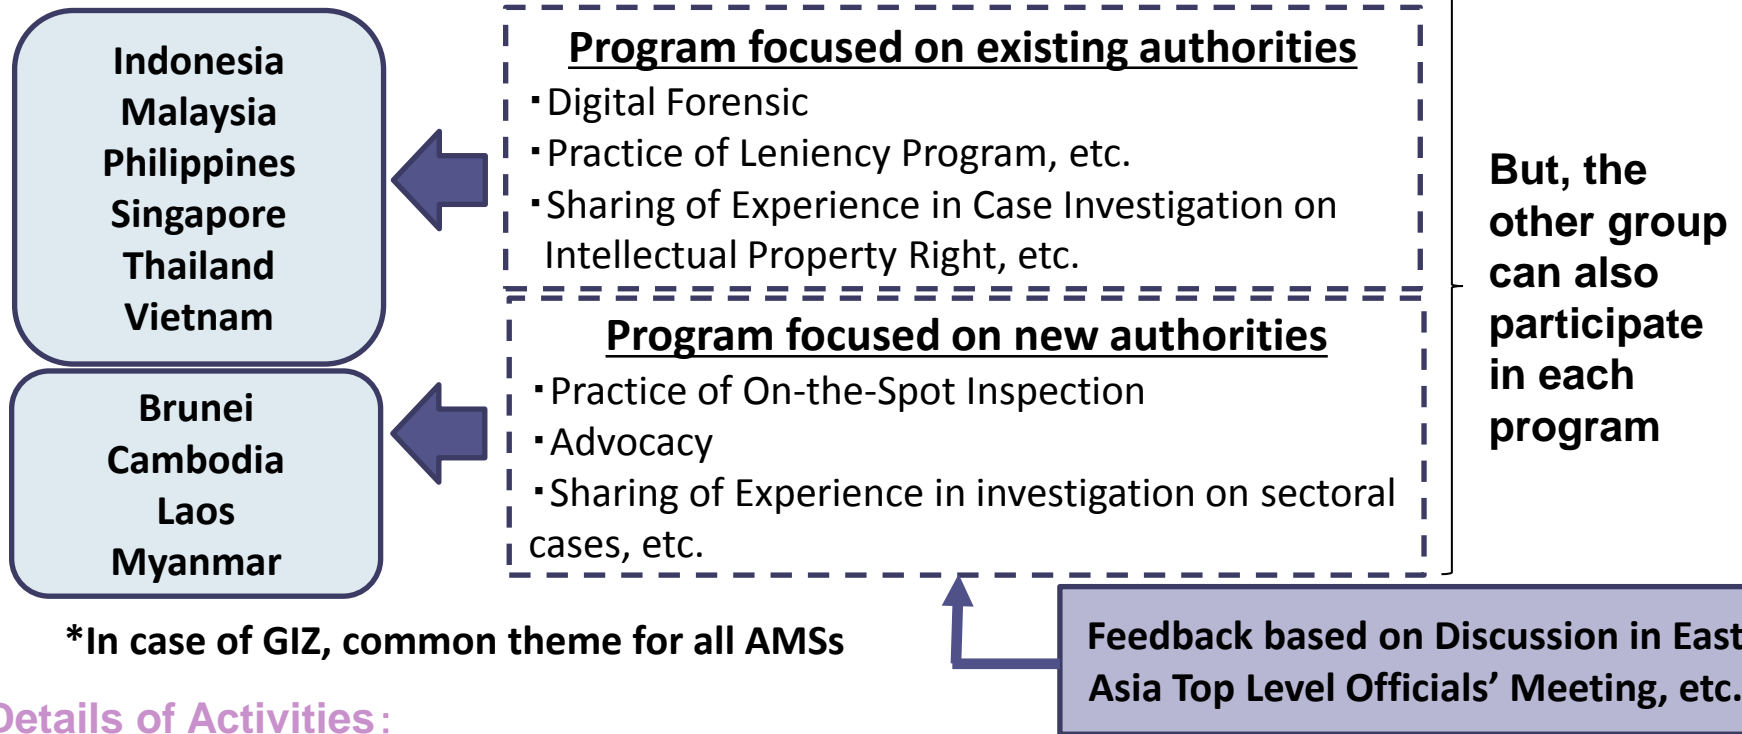 Indonesia
Malaysia
Philippines
Singapore
Thailand
Vietnam
Brunei
Cambodia
Laos
Myanmar
Program focused on existing authorities
・Digital Forensic
・Practice of Leniency Program, etc.
・Sharing of Experience in Case Investigation on
Intellectual Property Right, etc.
Program focused on new authorities
・Practice of On-the-Spot Inspection
・Advocacy
・Sharing of Experience in investigation on sectoral
cases, etc.
But, the
other group
can also
participate
in each
program
*In case of GIZ, common theme for all AMSs
Feedback based on Discussion in East
Asia Top Level Officials’ Meeting, etc.
Details of Activities：